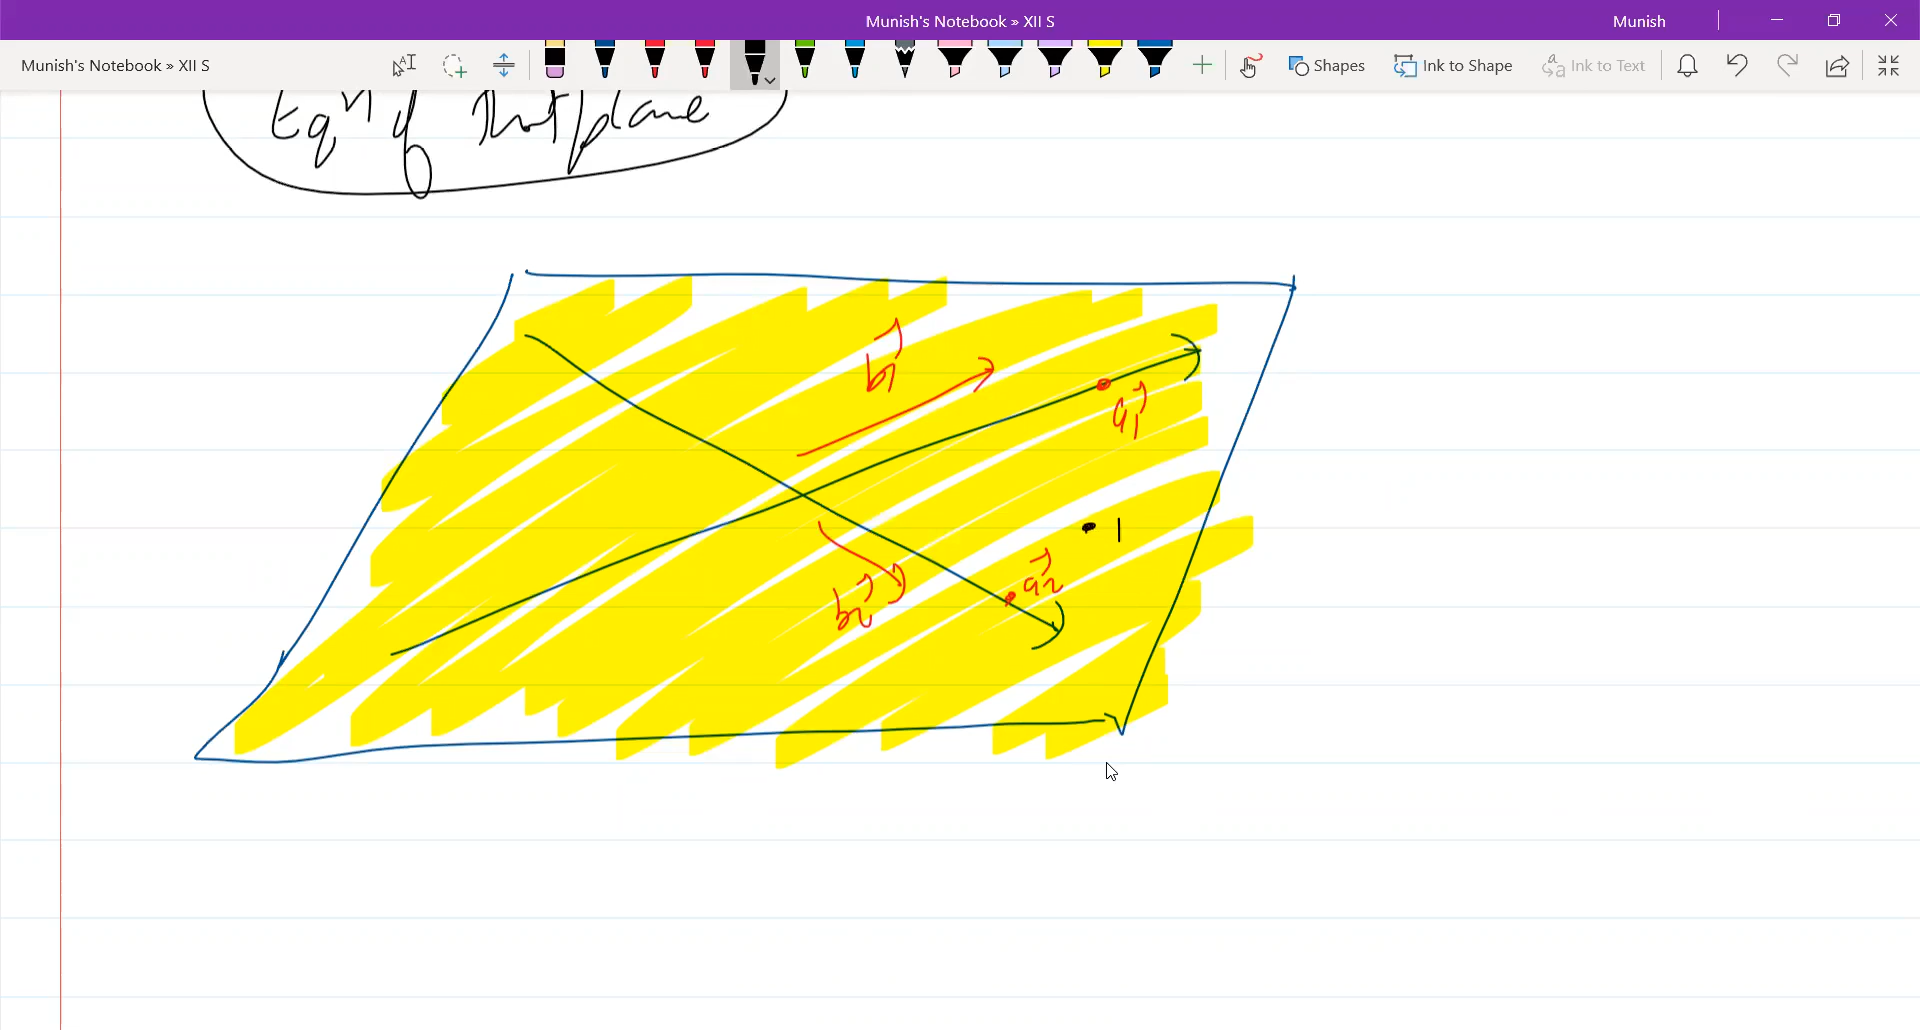 Munish's Notebook » XII S
Munish
Munish's Notebook » XII S
Shapes
Ink to Shape
Ink to Text
Eqⁿ of that plane
b₁
a₁
a₂
b₂